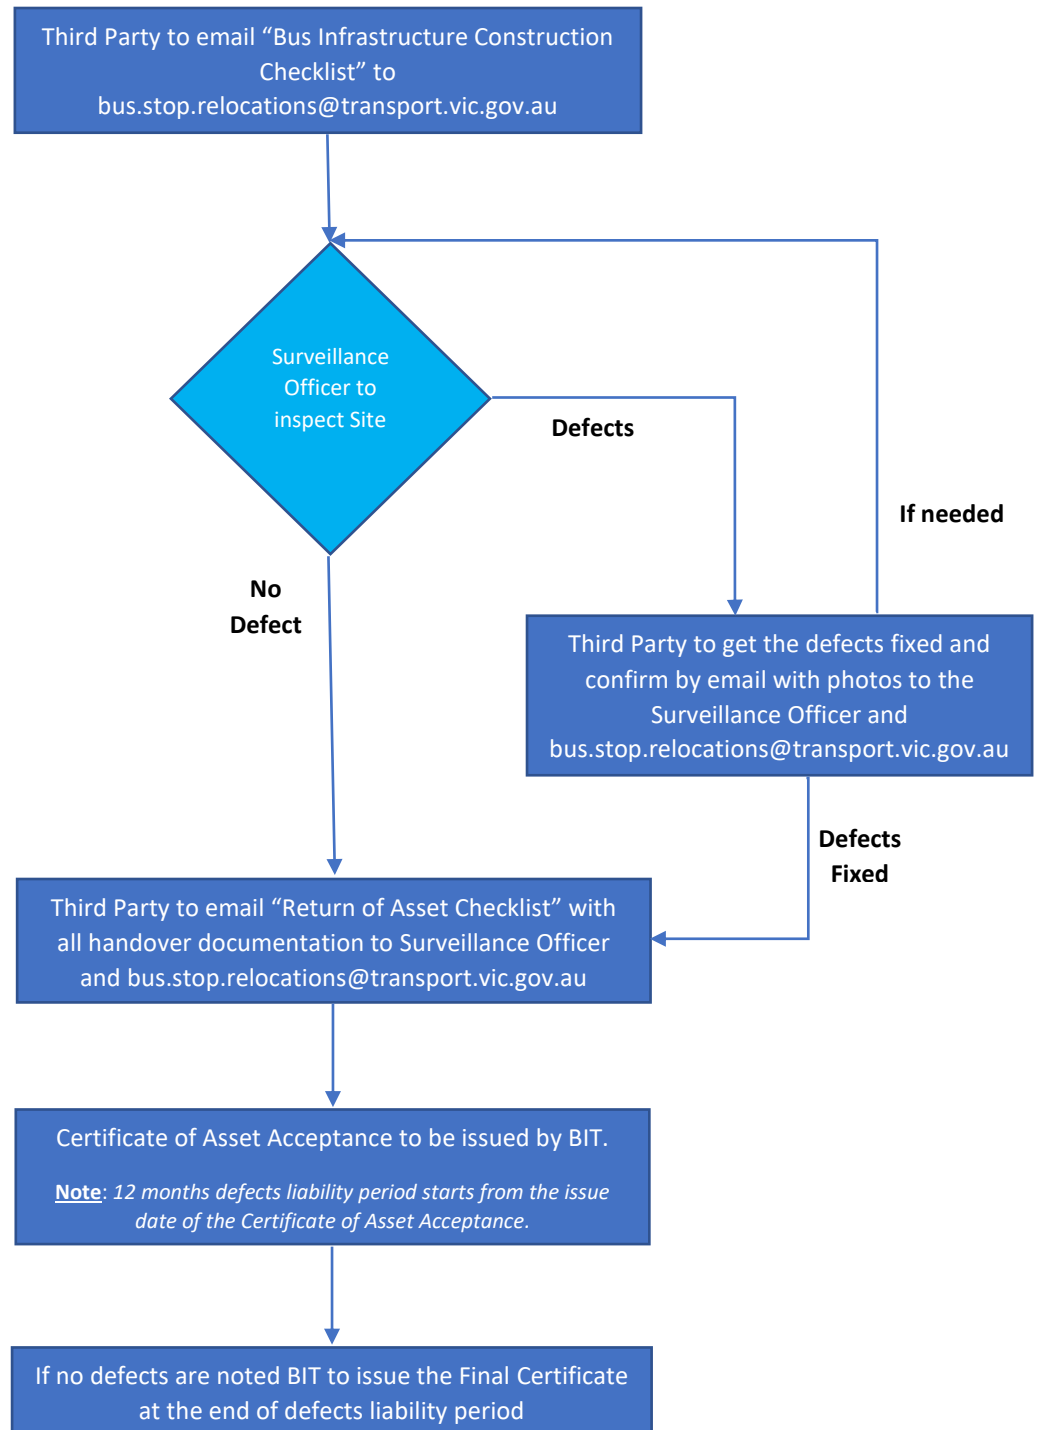 Third Party to email “Bus Infrastructure Construction
Checklist” to
bus.stop.relocations@transport.vic.gov.au
Surveillance
Officer to
inspect Site
Defects
If needed
No
Defect
Third Party to get the defects fixed and
confirm by email with photos to the
Surveillance Officer and
bus.stop.relocations@transport.vic.gov.au
Defects
Fixed
Third Party to email “Return of Asset Checklist” with
all handover documentation to Surveillance Officer
and bus.stop.relocations@transport.vic.gov.au
Certificate of Asset Acceptance to be issued by BIT.
Note: 12 months defects liability period starts from the issue
date of the Certificate of Asset Acceptance.
If no defects are noted BIT to issue the Final Certificate
at the end of defects liability period